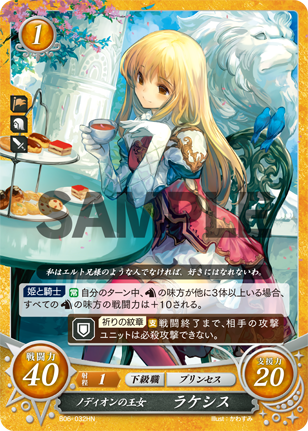 1
SAMPLE
私はエルト兄様のような人でなければ、好きにはなれないわ。
姫と騎士 常 自分のターン中、の味方が他に3体以上いる場合、
すべての の味方の戦闘力は+10される。
祈りの紋章 支 戦闘終了まで、相手の攻撃
ユニットは必殺攻撃できない。
戦闘力 40
射程 1 下級職 プリンセス
支援力 20
ノディオンの王女 ラケシス
B06-032HN Illust：かわすみ